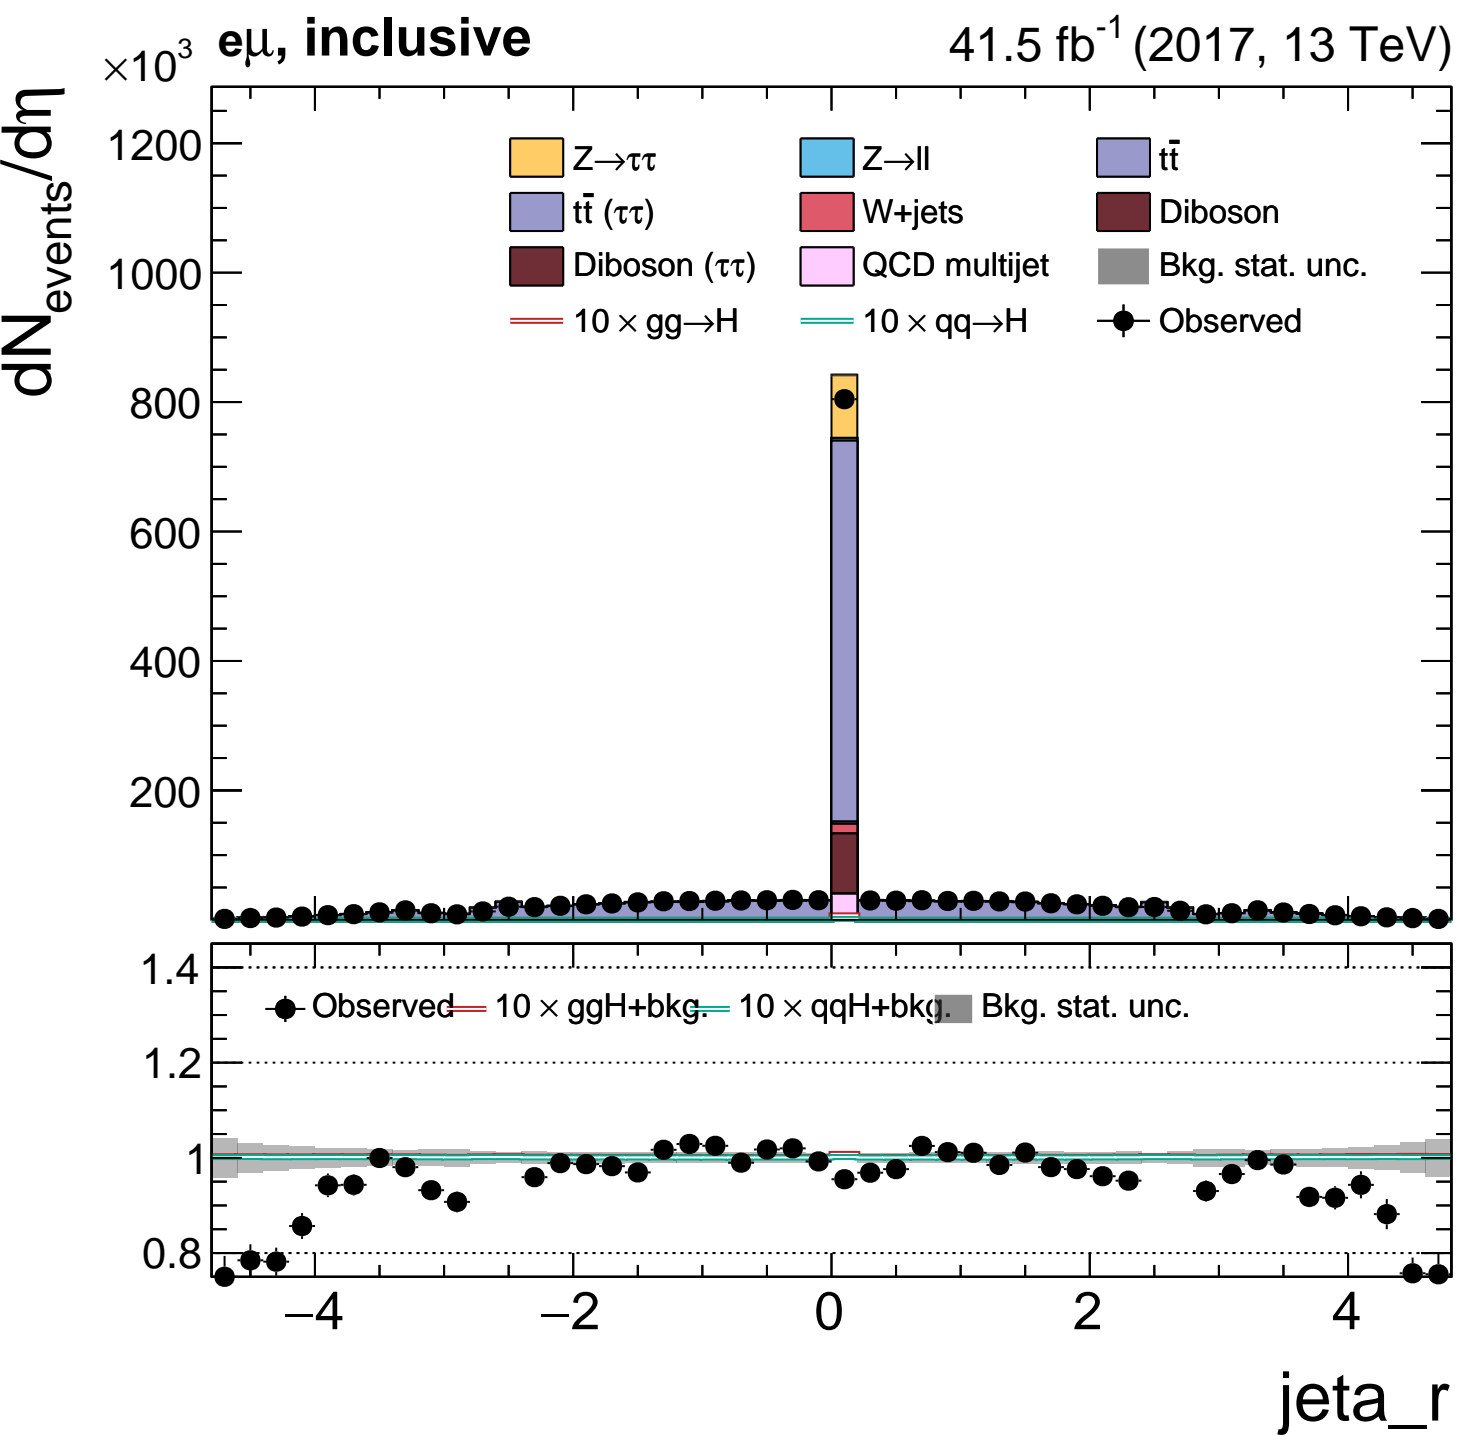 ×10³ eμ, inclusive 41.5 fb⁻¹ (2017, 13 TeV)
dN_events/dη
1200
1000
800
600
400
200
Z→ττ Z→ll tt̄
tt̄ (ττ) W+jets Diboson
Diboson (ττ) QCD multijet Bkg. stat. unc.
10 × gg→H 10 × qq→H Observed
1.4
1.2
1
0.8
Observed 10 × ggH+bkg. 10 × qqH+bkg. Bkg. stat. unc.
−4 −2 0 2 4
jeta_r